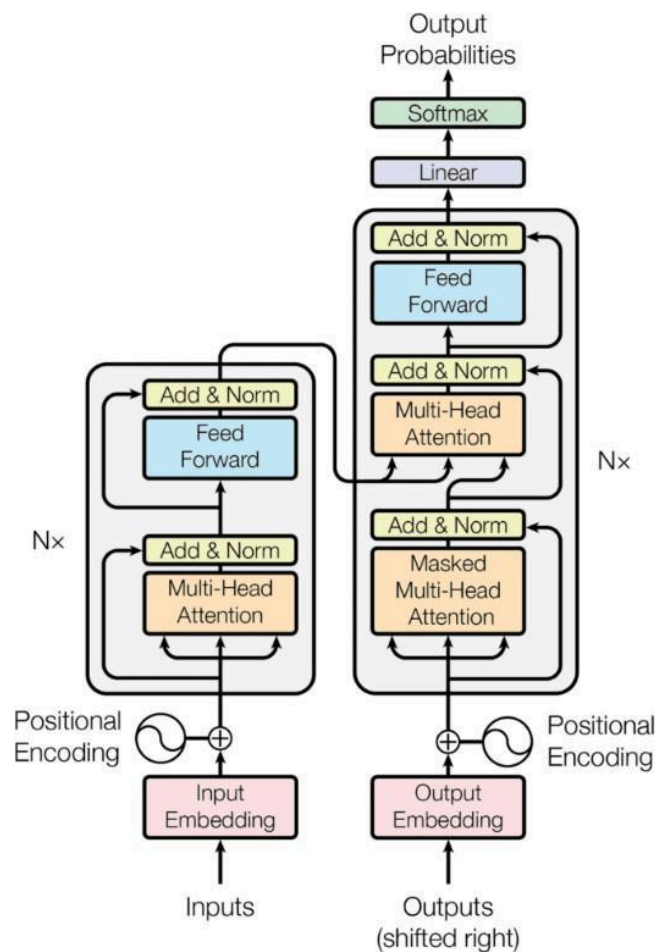 Output
Probabilities
Softmax
Linear
Add & Norm
Feed
Forward
Add & Norm
Multi-Head
Attention
Nx
Add & Norm
Masked
Multi-Head
Attention
Add & Norm
Feed
Forward
Nx
Add & Norm
Multi-Head
Attention
Positional
Encoding
Positional
Encoding
Input
Embedding
Output
Embedding
Inputs
Outputs
(shifted right)